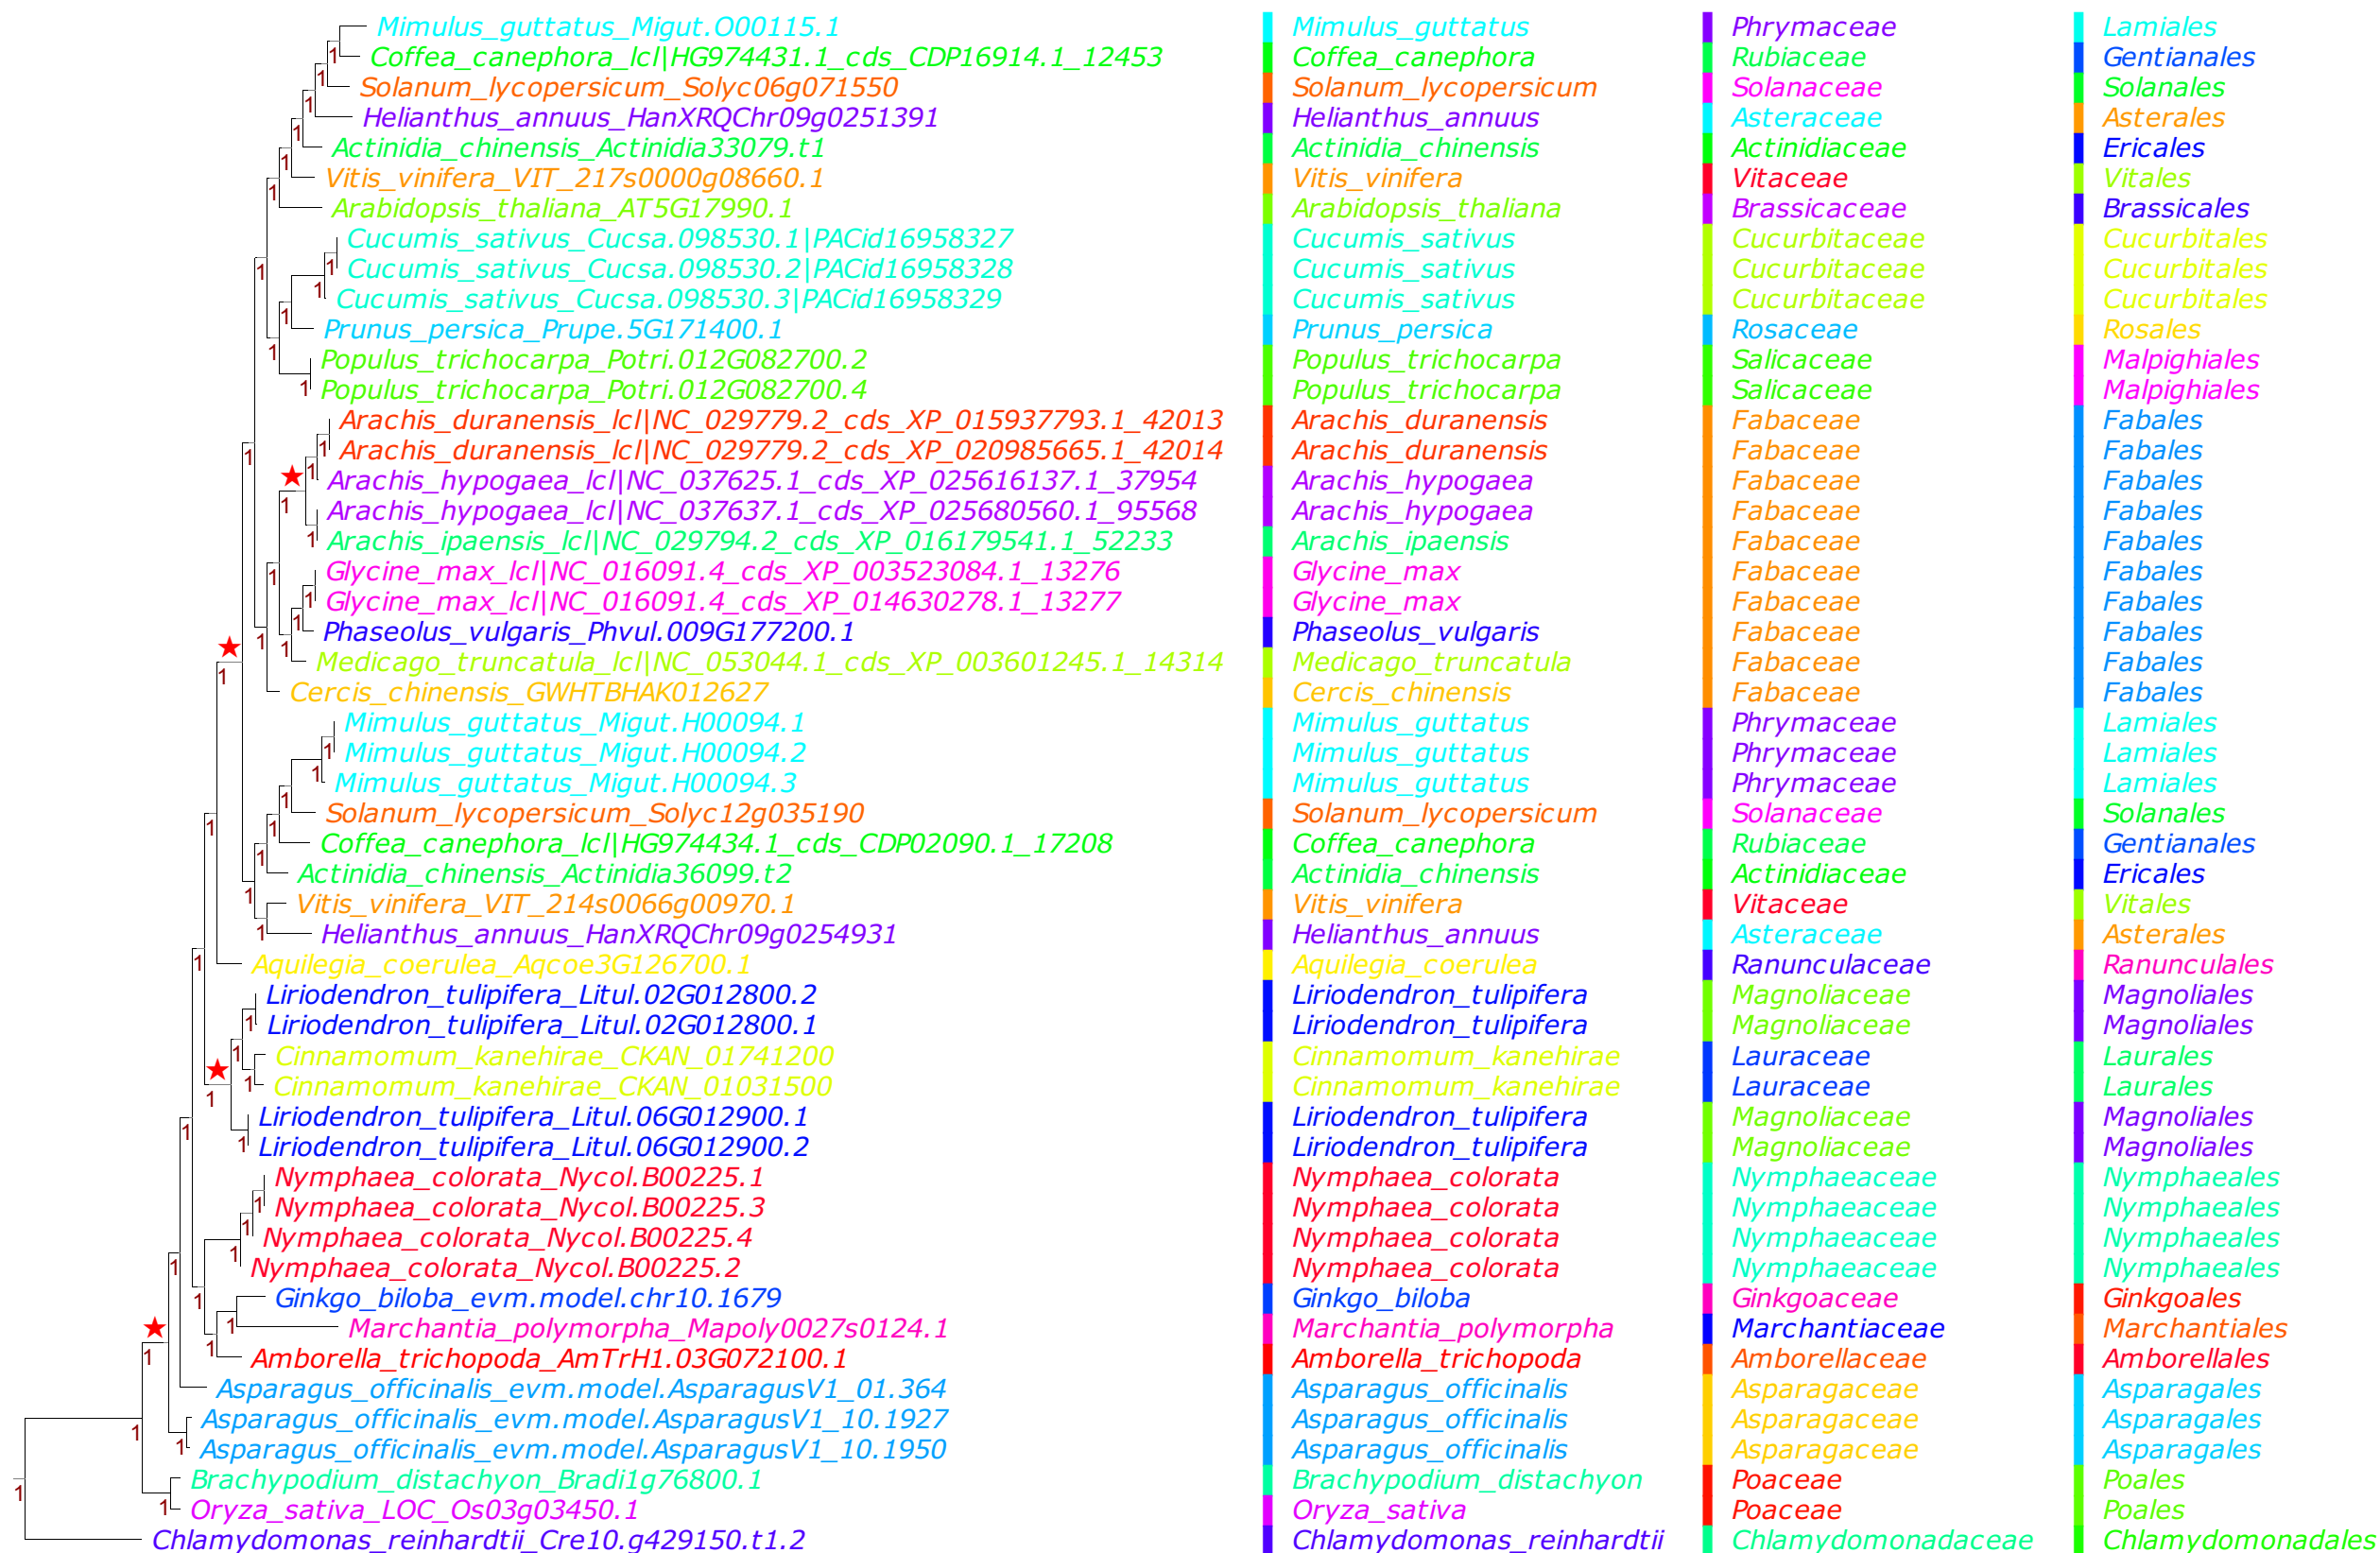 Mimulus_guttatus_Migut.O00115.1 Mimulus_guttatus Phrymaceae Lamiales
Coffea_canephora_lcl|HG974431.1_cds_CDP16914.1_12453 Coffea_canephora Rubiaceae Gentianales
Solanum_lycopersicum_Solyc06g071550 Solanum_lycopersicum Solanaceae Solanales
Helianthus_annuus_HanXRQChr09g0251391 Helianthus_annuus Asteraceae Asterales
Actinidia_chinensis_Actinidia33079.t1 Actinidia_chinensis Actinidiaceae Ericales
Vitis_vinifera_VIT_217s0000g08660.1 Vitis_vinifera Vitaceae Vitales
Arabidopsis_thaliana_AT5G17990.1 Arabidopsis_thaliana Brassicaceae Brassicales
Cucumis_sativus_Cucsa.098530.1|PACid16958327 Cucumis_sativus Cucurbitaceae Cucurbitales
Cucumis_sativus_Cucsa.098530.2|PACid16958328 Cucumis_sativus Cucurbitaceae Cucurbitales
Cucumis_sativus_Cucsa.098530.3|PACid16958329 Cucumis_sativus Cucurbitaceae Cucurbitales
Prunus_persica_Prupe.5G171400.1 Prunus_persica Rosaceae Rosales
Populus_trichocarpa_Potri.012G082700.2 Populus_trichocarpa Salicaceae Malpighiales
Populus_trichocarpa_Potri.012G082700.4 Populus_trichocarpa Salicaceae Malpighiales
Arachis_duranensis_lcl|NC_029779.2_cds_XP_015937793.1_42013 Arachis_duranensis Fabaceae Fabales
Arachis_duranensis_lcl|NC_029779.2_cds_XP_020985665.1_42014 Arachis_duranensis Fabaceae Fabales
Arachis_hypogaea_lcl|NC_037625.1_cds_XP_025616137.1_37954 Arachis_hypogaea Fabaceae Fabales
Arachis_hypogaea_lcl|NC_037637.1_cds_XP_025680560.1_95568 Arachis_hypogaea Fabaceae Fabales
Arachis_ipaensis_lcl|NC_029794.2_cds_XP_016179541.1_52233 Arachis_ipaensis Fabaceae Fabales
Glycine_max_lcl|NC_016091.4_cds_XP_003523084.1_13276 Glycine_max Fabaceae Fabales
Glycine_max_lcl|NC_016091.4_cds_XP_014630278.1_13277 Glycine_max Fabaceae Fabales
Phaseolus_vulgaris_Phvul.009G177200.1 Phaseolus_vulgaris Fabaceae Fabales
Medicago_truncatula_lcl|NC_053044.1_cds_XP_003601245.1_14314 Medicago_truncatula Fabaceae Fabales
Cercis_chinensis_GWHTBHAK012627 Cercis_chinensis Fabaceae Fabales
Mimulus_guttatus_Migut.H00094.1 Mimulus_guttatus Phrymaceae Lamiales
Mimulus_guttatus_Migut.H00094.2 Mimulus_guttatus Phrymaceae Lamiales
Mimulus_guttatus_Migut.H00094.3 Mimulus_guttatus Phrymaceae Lamiales
Solanum_lycopersicum_Solyc12g035190 Solanum_lycopersicum Solanaceae Solanales
Coffea_canephora_lcl|HG974434.1_cds_CDP02090.1_17208 Coffea_canephora Rubiaceae Gentianales
Actinidia_chinensis_Actinidia36099.t2 Actinidia_chinensis Actinidiaceae Ericales
Vitis_vinifera_VIT_214s0066g00970.1 Vitis_vinifera Vitaceae Vitales
Helianthus_annuus_HanXRQChr09g0254931 Helianthus_annuus Asteraceae Asterales
Aquilegia_coerulea_Aqcoe3G126700.1 Aquilegia_coerulea Ranunculaceae Ranunculales
Liriodendron_tulipifera_Litul.02G012800.2 Liriodendron_tulipifera Magnoliaceae Magnoliales
Liriodendron_tulipifera_Litul.02G012800.1 Liriodendron_tulipifera Magnoliaceae Magnoliales
Cinnamomum_kanehirae_CKAN_01741200 Cinnamomum_kanehirae Lauraceae Laurales
Cinnamomum_kanehirae_CKAN_01031500 Cinnamomum_kanehirae Lauraceae Laurales
Liriodendron_tulipifera_Litul.06G012900.1 Liriodendron_tulipifera Magnoliaceae Magnoliales
Liriodendron_tulipifera_Litul.06G012900.2 Liriodendron_tulipifera Magnoliaceae Magnoliales
Nymphaea_colorata_Nycol.B00225.1 Nymphaea_colorata Nymphaeaceae Nymphaeales
Nymphaea_colorata_Nycol.B00225.3 Nymphaea_colorata Nymphaeaceae Nymphaeales
Nymphaea_colorata_Nycol.B00225.4 Nymphaea_colorata Nymphaeaceae Nymphaeales
Nymphaea_colorata_Nycol.B00225.2 Nymphaea_colorata Nymphaeaceae Nymphaeales
Ginkgo_biloba_evm.model.chr10.1679 Ginkgo_biloba Ginkgoaceae Ginkgoales
Marchantia_polymorpha_Mapoly0027s0124.1 Marchantia_polymorpha Marchantiaceae Marchantiales
Amborella_trichopoda_AmTrH1.03G072100.1 Amborella_trichopoda Amborellaceae Amborellales
Asparagus_officinalis_evm.model.AsparagusV1_01.364 Asparagus_officinalis Asparagaceae Asparagales
Asparagus_officinalis_evm.model.AsparagusV1_10.1927 Asparagus_officinalis Asparagaceae Asparagales
Asparagus_officinalis_evm.model.AsparagusV1_10.1950 Asparagus_officinalis Asparagaceae Asparagales
Brachypodium_distachyon_Bradi1g76800.1 Brachypodium_distachyon Poaceae Poales
Oryza_sativa_LOC_Os03g03450.1 Oryza_sativa Poaceae Poales
Chlamydomonas_reinhardtii_Cre10.g429150.t1.2 Chlamydomonas_reinhardtii Chlamydomonadaceae Chlamydomonadales